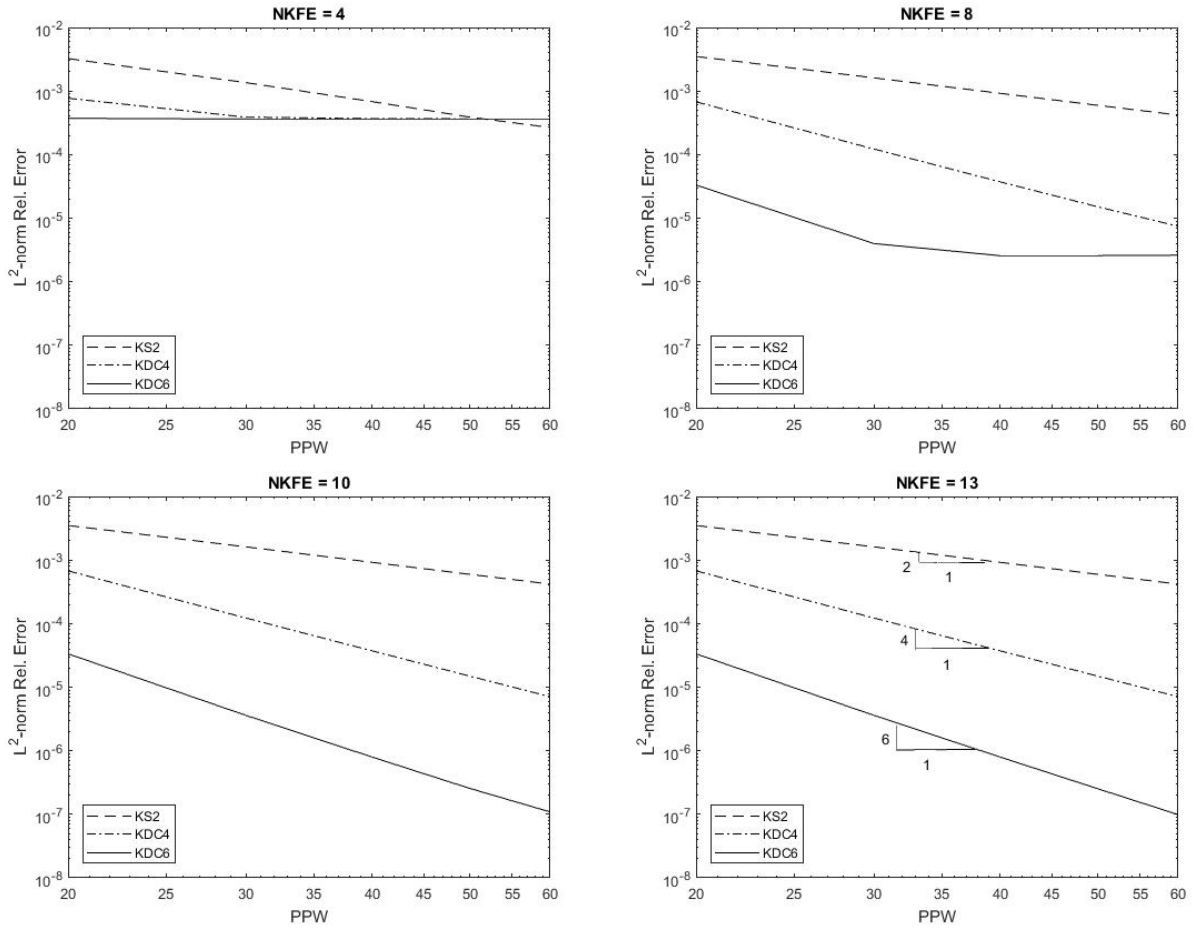 NKFE = 4
L²-norm Rel. Error
10⁻²
10⁻³
10⁻⁴
10⁻⁵
10⁻⁶
10⁻⁷
10⁻⁸
KS2
KDC4
KDC6
20 25 30 35 40 45 50 55 60
PPW
NKFE = 8
L²-norm Rel. Error
10⁻²
10⁻³
10⁻⁴
10⁻⁵
10⁻⁶
10⁻⁷
10⁻⁸
KS2
KDC4
KDC6
20 25 30 35 40 45 50 55 60
PPW
NKFE = 10
L²-norm Rel. Error
10⁻²
10⁻³
10⁻⁴
10⁻⁵
10⁻⁶
10⁻⁷
10⁻⁸
KS2
KDC4
KDC6
20 25 30 35 40 45 50 55 60
PPW
NKFE = 13
L²-norm Rel. Error
10⁻²
10⁻³
10⁻⁴
10⁻⁵
10⁻⁶
10⁻⁷
10⁻⁸
2
1
4
1
6
1
KS2
KDC4
KDC6
20 25 30 35 40 45 50 55 60
PPW